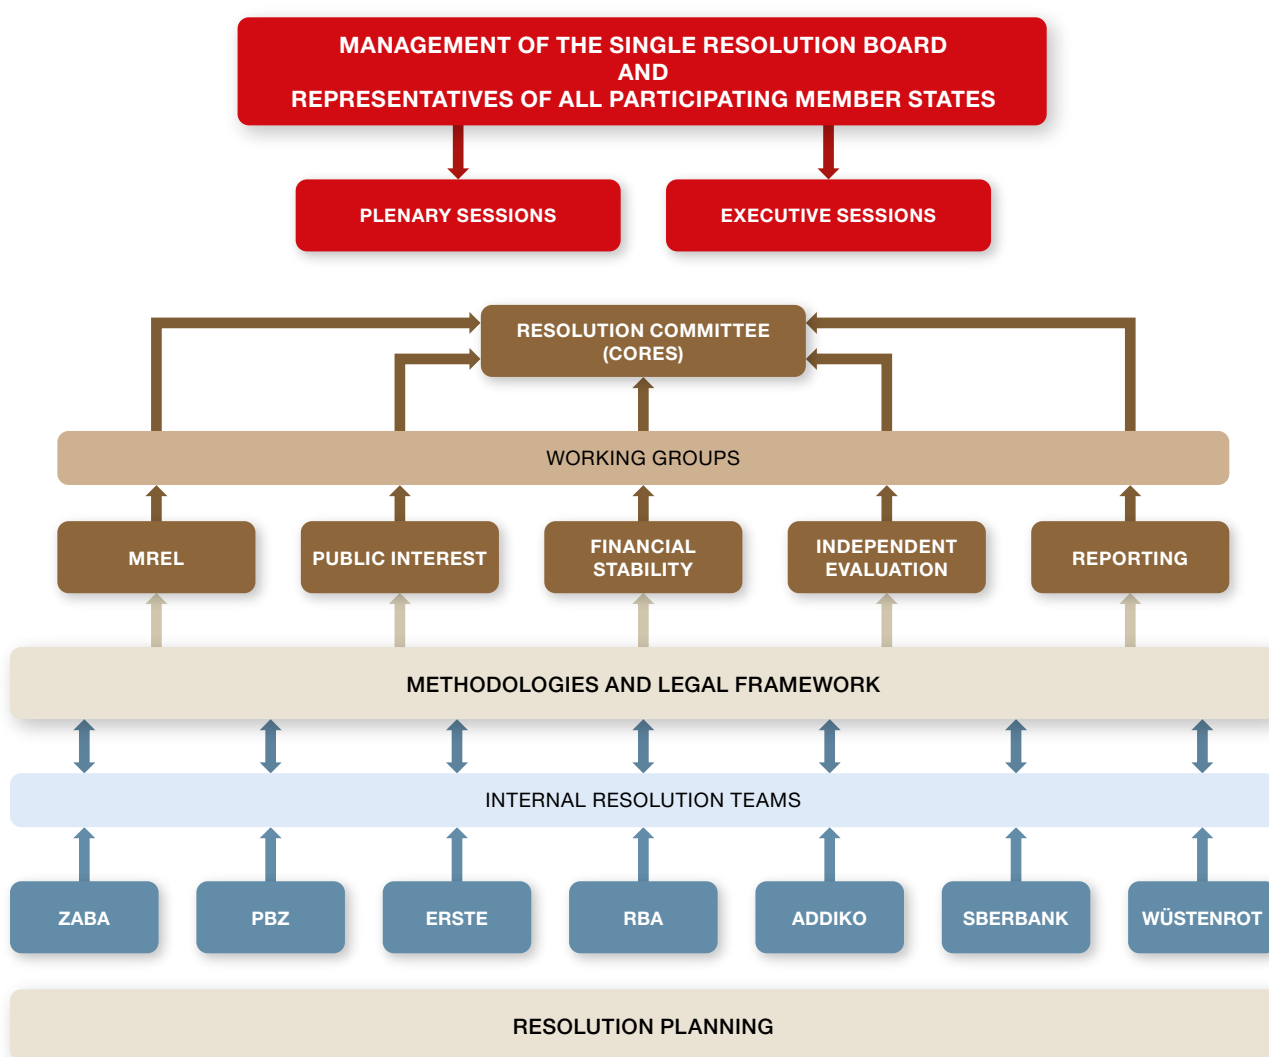 MANAGEMENT OF THE SINGLE RESOLUTION BOARD
AND
REPRESENTATIVES OF ALL PARTICIPATING MEMBER STATES
PLENARY SESSIONS
EXECUTIVE SESSIONS
RESOLUTION COMMITTEE
(CORES)
WORKING GROUPS
MREL
PUBLIC INTEREST
FINANCIAL
STABILITY
INDEPENDENT
EVALUATION
REPORTING
METHODOLOGIES AND LEGAL FRAMEWORK
INTERNAL RESOLUTION TEAMS
ZABA
PBZ
ERSTE
RBA
ADDIKO
SBERBANK
WÜSTENROT
RESOLUTION PLANNING